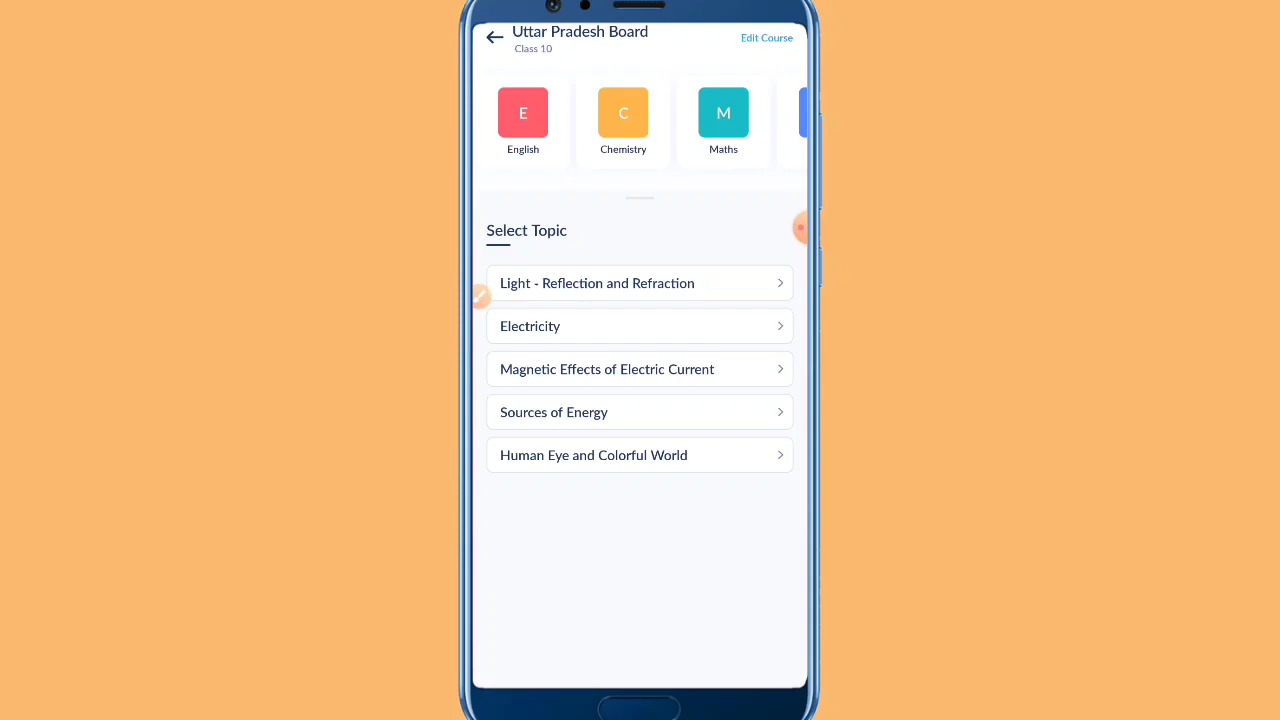 Uttar Pradesh Board
Class 10
Edit Course
E
C
M
English
Chemistry
Maths
Select Topic
Light - Reflection and Refraction
Electricity
Magnetic Effects of Electric Current
Sources of Energy
Human Eye and Colorful World